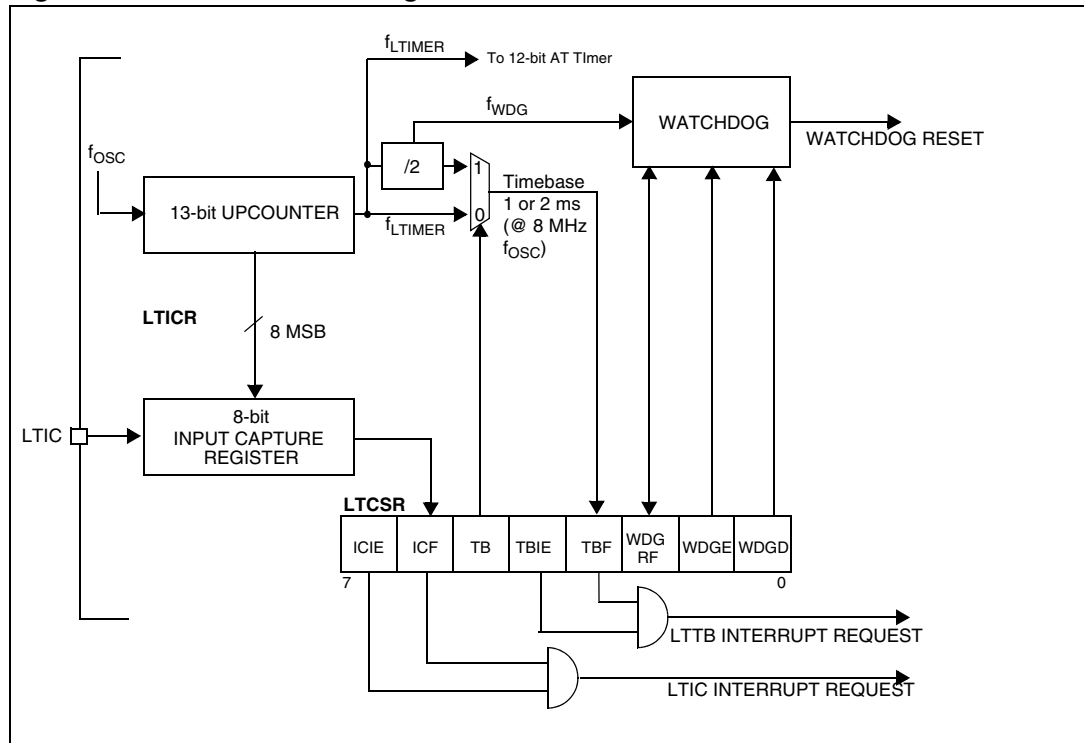 fLTIMER
To 12-bit AT TImer
fWDG
WATCHDOG
WATCHDOG RESET
fOSC
/2
1
0
Timebase
1 or 2 ms
(@ 8 MHz
fOSC)
13-bit UPCOUNTER
fLTIMER
LTICR
8 MSB
LTIC
8-bit
INPUT CAPTURE
REGISTER
LTCSR
ICIE ICF TB TBIE TBF WDG RF WDGE WDGD
7 0
LTTB INTERRUPT REQUEST
LTIC INTERRUPT REQUEST